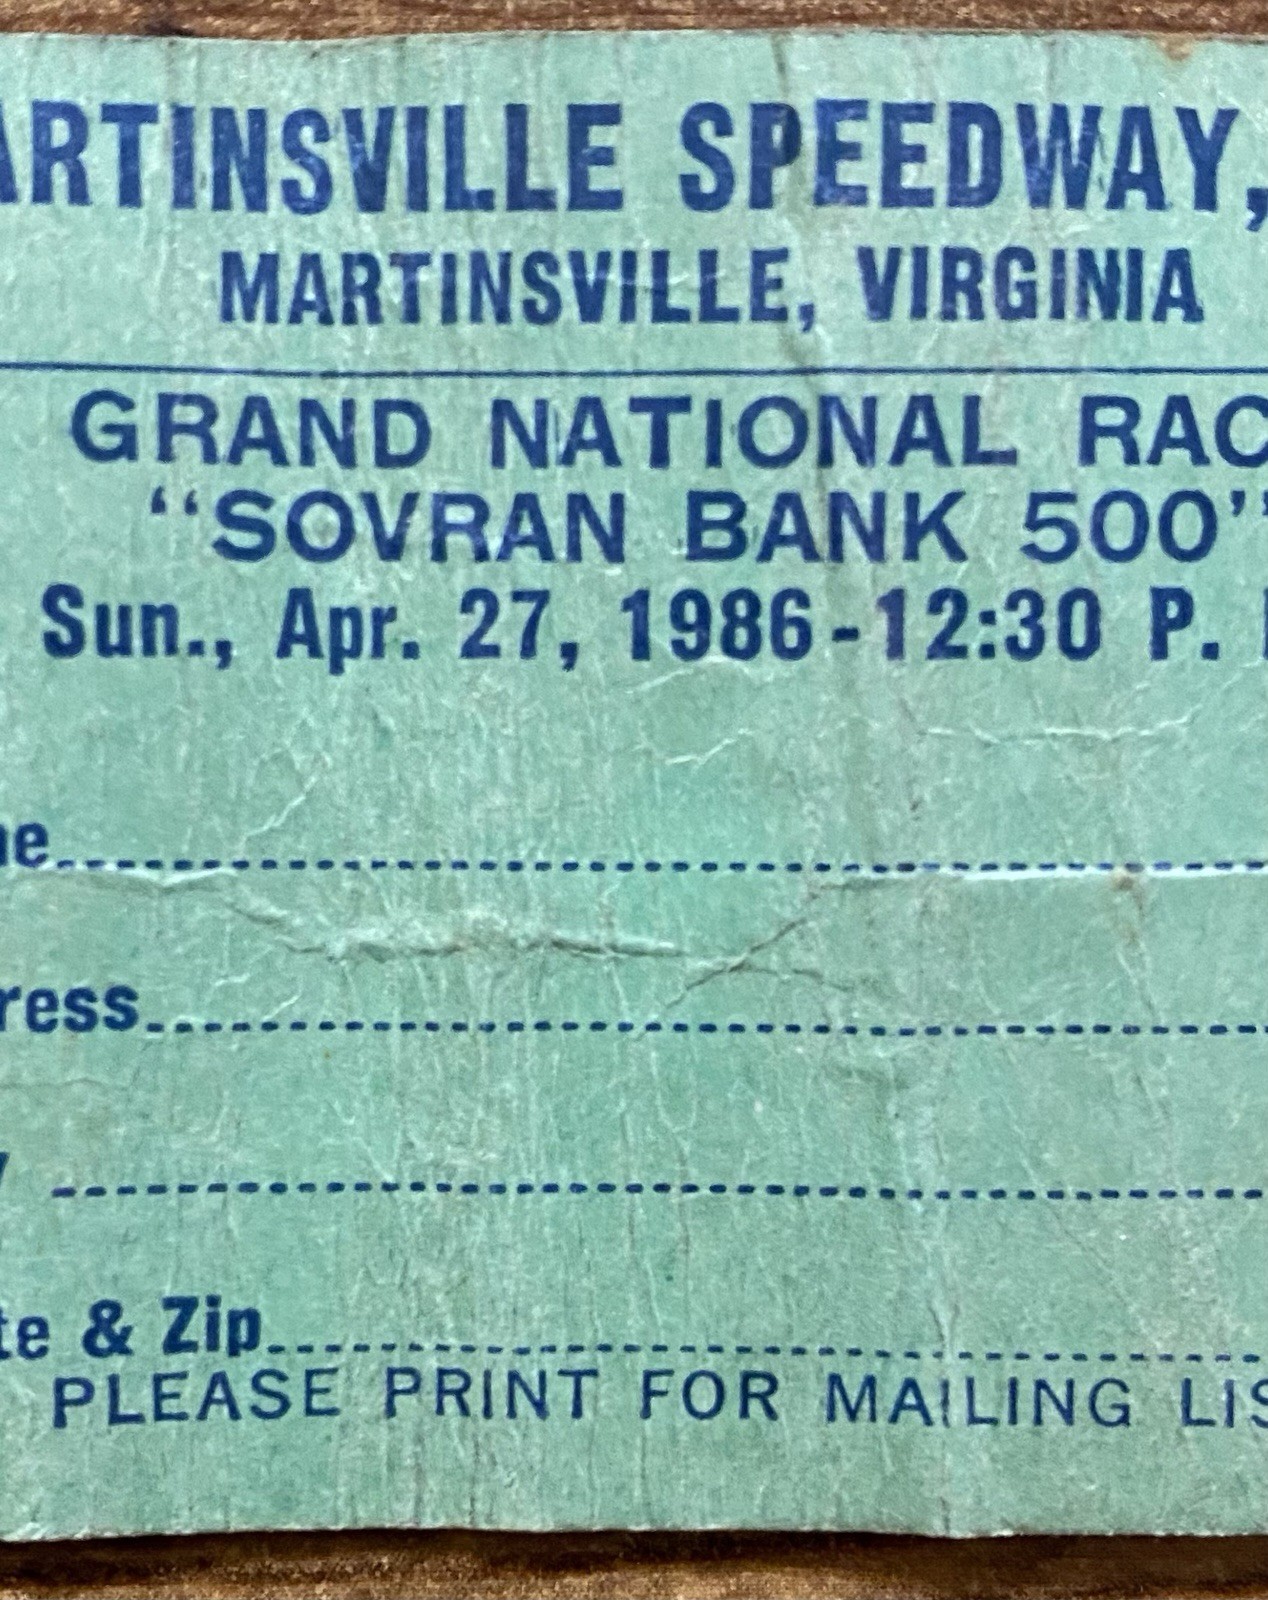 ARTINSVILLE SPEEDWAY,
MARTINSVILLE, VIRGINIA
GRAND NATIONAL RAC
“SOVRAN BANK 500”
Sun., Apr. 27, 1986-12:30 P.
e
ress
te & Zip
PLEASE PRINT FOR MAILING LIS